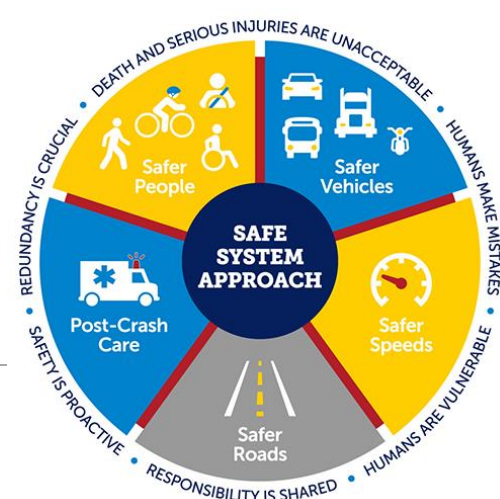 DEATH AND SERIOUS INJURIES ARE UNACCEPTABLE
HUMANS MAKE MISTAKES
HUMANS ARE VULNERABLE
RESPONSIBILITY IS SHARED
SAFETY IS PROACTIVE
REDUNDANCY IS CRUCIAL
Safer
People
Safer
Vehicles
SAFE
SYSTEM
APPROACH
Post-Crash
Care
Safer
Speeds
Safer
Roads